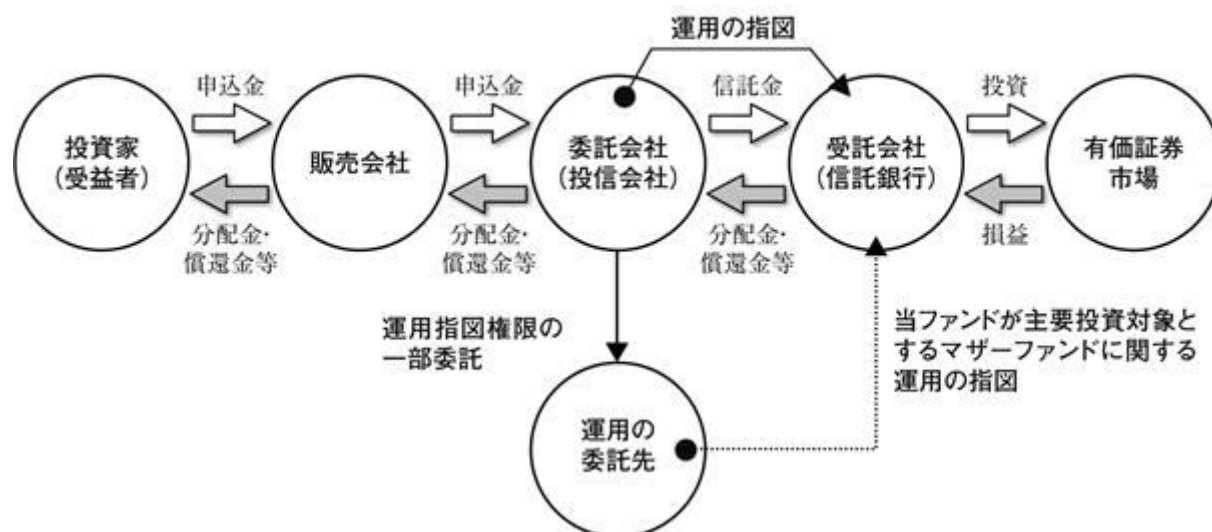 運用の指図
申込金
申込金
信託金
投資
投資家
（受益者）
販売会社
委託会社
（投信会社）
受託会社
（信託銀行）
有価証券
市場
分配金・
償還金等
分配金・
償還金等
分配金・
償還金等
損益
運用指図権限の
一部委託
当ファンドが主要投資対象と
するマザーファンドに関する
運用の指図
運用の
委託先